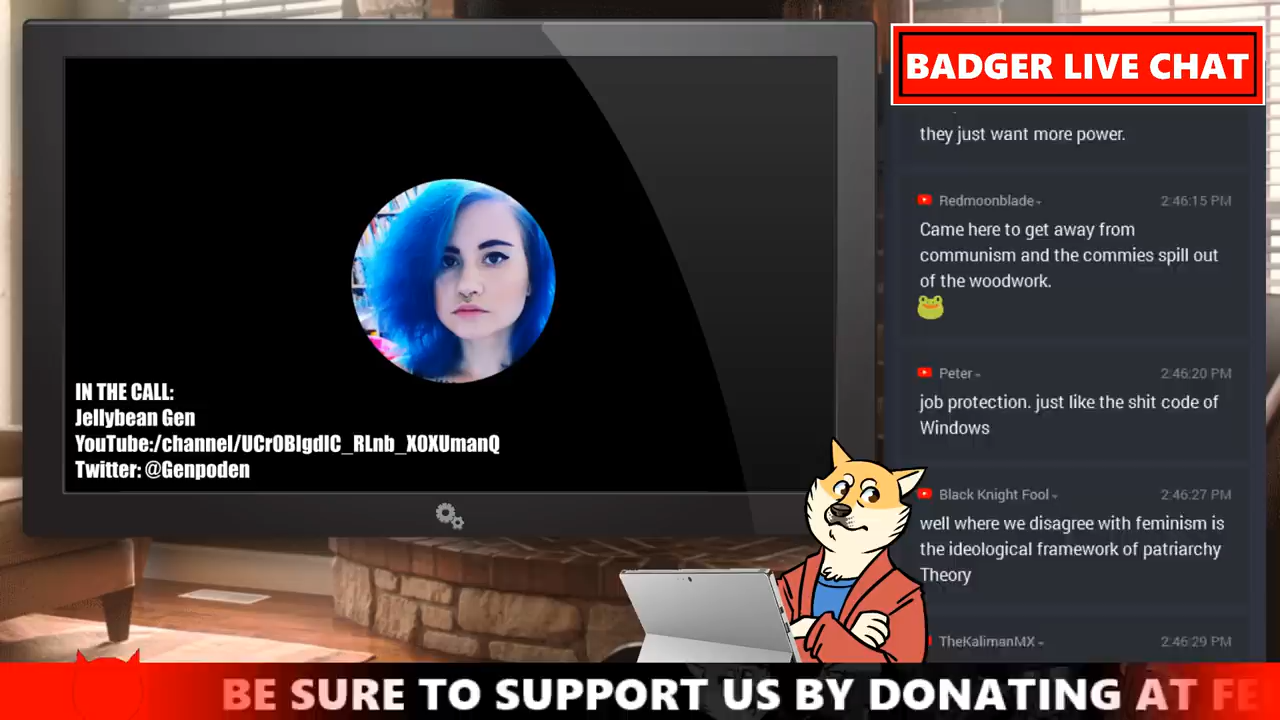 BADGER LIVE CHAT
they just want more power.
Redmoonblade
2:46:15 PM
Came here to get away from
communism and the commies spill out
of the woodwork.
Peter
2:46:20 PM
job protection. just like the shit code of
Windows
Black Knight Fool
2:46:27 PM
well where we disagree with feminism is
the ideological framework of patriarchy
Theory
TheKalimanMX
2:46:29 PM
IN THE CALL:
Jellybean Gen
YouTube:/channel/UCrOBIgdIC_RLnb_XOXUmanQ
Twitter: @Genpoden
BE SURE TO SUPPORT US BY DONATING AT FE